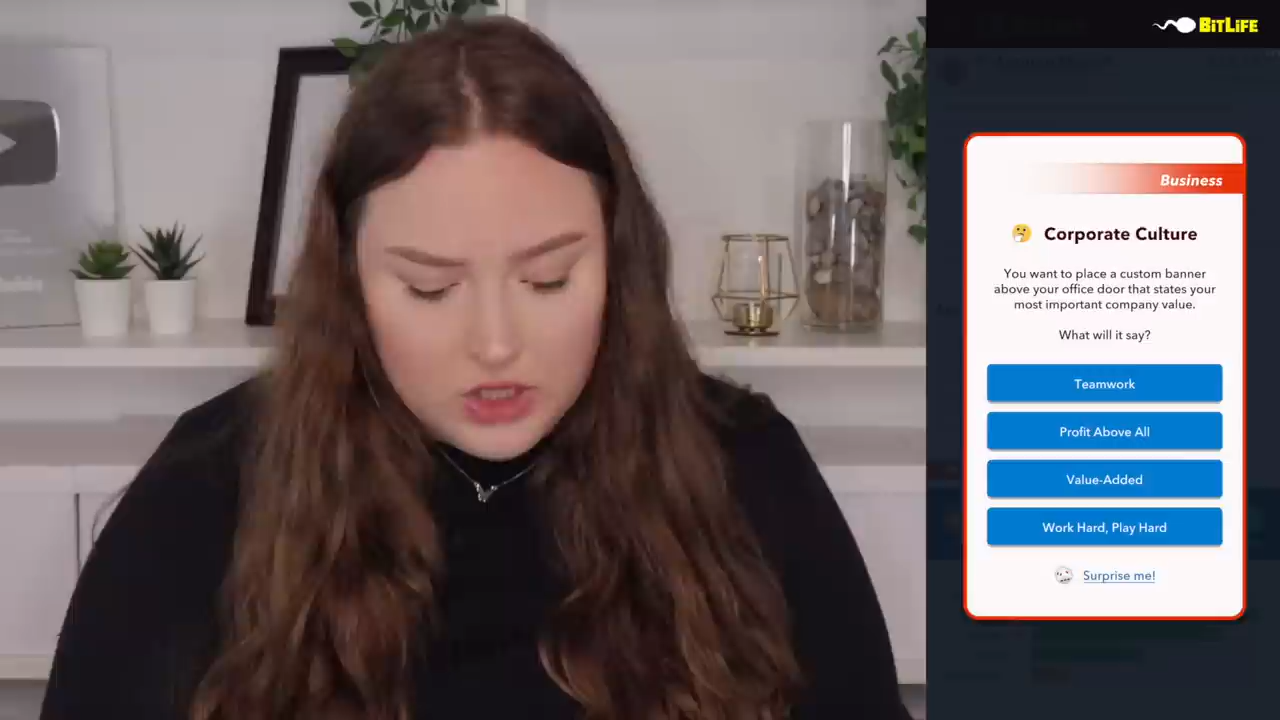 BITLIFE
Business
Corporate Culture
You want to place a custom banner
above your office door that states your
most important company value.
What will it say?
Teamwork
Profit Above All
Value-Added
Work Hard, Play Hard
Surprise me!